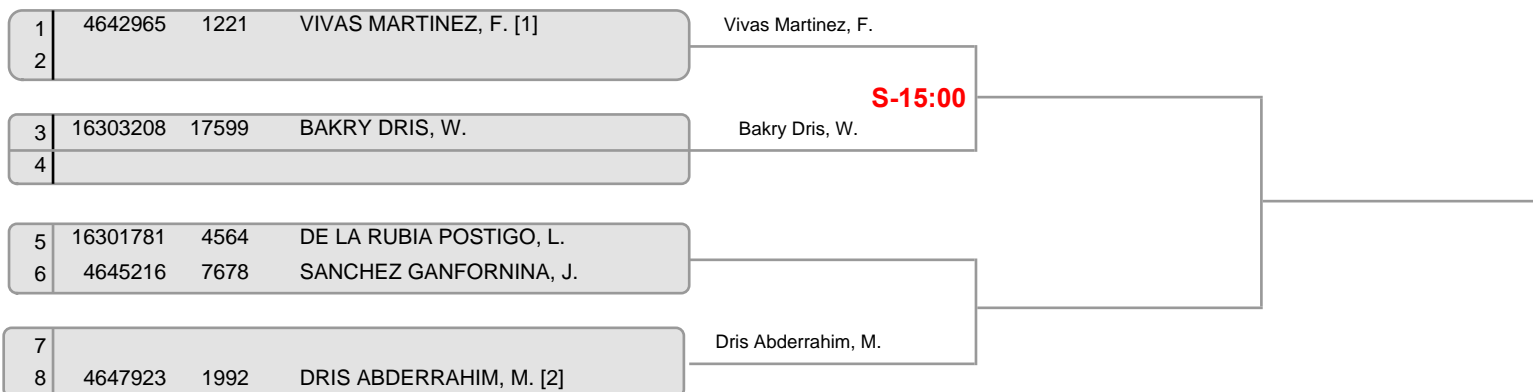 1 4642965 1221 VIVAS MARTINEZ, F. [1] Vivas Martinez, F.
2
S-15:00
3 16303208 17599 BAKRY DRIS, W. Bakry Dris, W.
4
5 16301781 4564 DE LA RUBIA POSTIGO, L.
6 4645216 7678 SANCHEZ GANFORNINA, J.
7 Dris Abderrahim, M.
8 4647923 1992 DRIS ABDERRAHIM, M. [2]